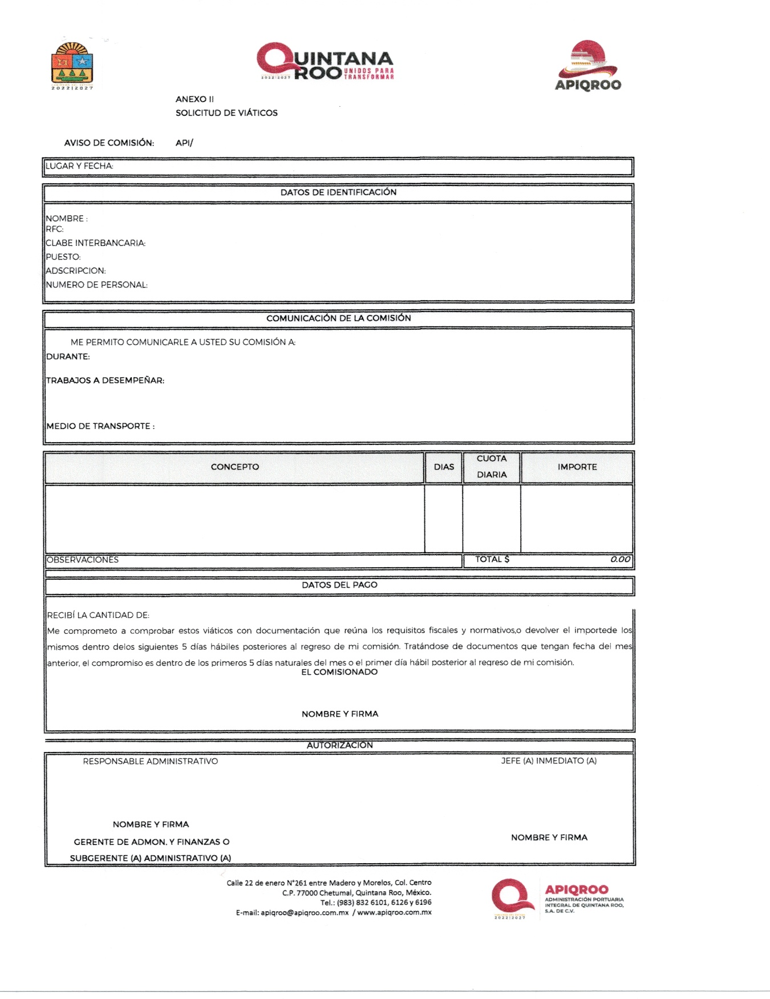 2022|2027
QUINTANA
ROO UNIDOS PARA
TRANSFORMAR
2022|2027
APIQROO
ANEXO II
SOLICITUD DE VIÁTICOS
AVISO DE COMISIÓN: API/
LUGAR Y FECHA:
DATOS DE IDENTIFICACIÓN
NOMBRE :
RFC:
CLABE INTERBANCARIA:
PUESTO:
ADSCRIPCION:
NUMERO DE PERSONAL:
COMUNICACIÓN DE LA COMISIÓN
ME PERMITO COMUNICARLE A USTED SU COMISIÓN A:
DURANTE:
TRABAJOS A DESEMPEÑAR:
MEDIO DE TRANSPORTE :
CONCEPTO DIAS CUOTA DIARIA IMPORTE
OBSERVACIONES TOTAL $ 0.00
DATOS DEL PAGO
RECIBÍ LA CANTIDAD DE:
Me comprometo a comprobar estos viáticos con documentación que reúna los requisitos fiscales y normativos,o devolver el importede los
mismos dentro delos siguientes 5 días hábiles posteriores al regreso de mi comisión. Tratándose de documentos que tengan fecha del mes
anterior, el compromiso es dentro de los primeros 5 días naturales del mes o el primer día hábil posterior al regreso de mi comisión.
EL COMISIONADO
NOMBRE Y FIRMA
AUTORIZACIÓN
RESPONSABLE ADMINISTRATIVO JEFE (A) INMEDIATO (A)
NOMBRE Y FIRMA
NOMBRE Y FIRMA
GERENTE DE ADMON. Y FINANZAS O
SUBGERENTE (A) ADMINISTRATIVO (A)
Calle 22 de enero N°261 entre Madero y Morelos, Col. Centro
C.P. 77000 Chetumal, Quintana Roo, México.
Tel.: (983) 832 6101, 6126 y 6196
E-mail: apiqroo@apiqroo.com.mx / www.apiqroo.com.mx
2022|2027
APIQROO
ADMINISTRACIÓN PORTUARIA
INTEGRAL DE QUINTANA ROO,
S.A. DE C.V.